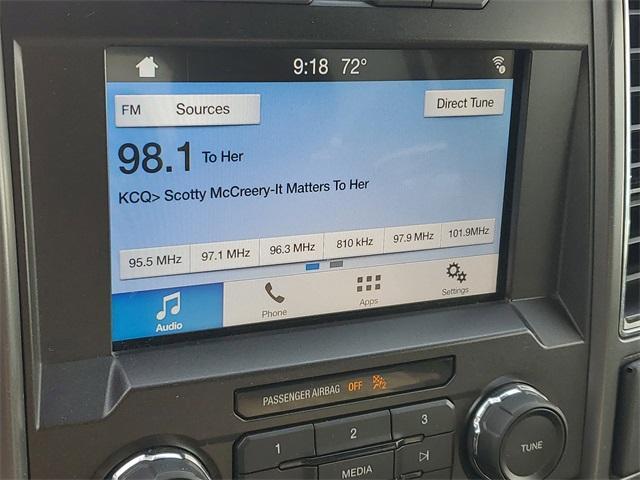 9:18 72°
FM Sources Direct Tune
98.1 To Her
KCQ> Scotty McCreery-It Matters To Her
95.5 MHz 97.1 MHz 96.3 MHz 810 kHz 97.9 MHz 101.9MHz
Audio Phone Apps Settings
PASSENGER AIRBAG OFF 2
1 2 3
MEDIA
TUNE